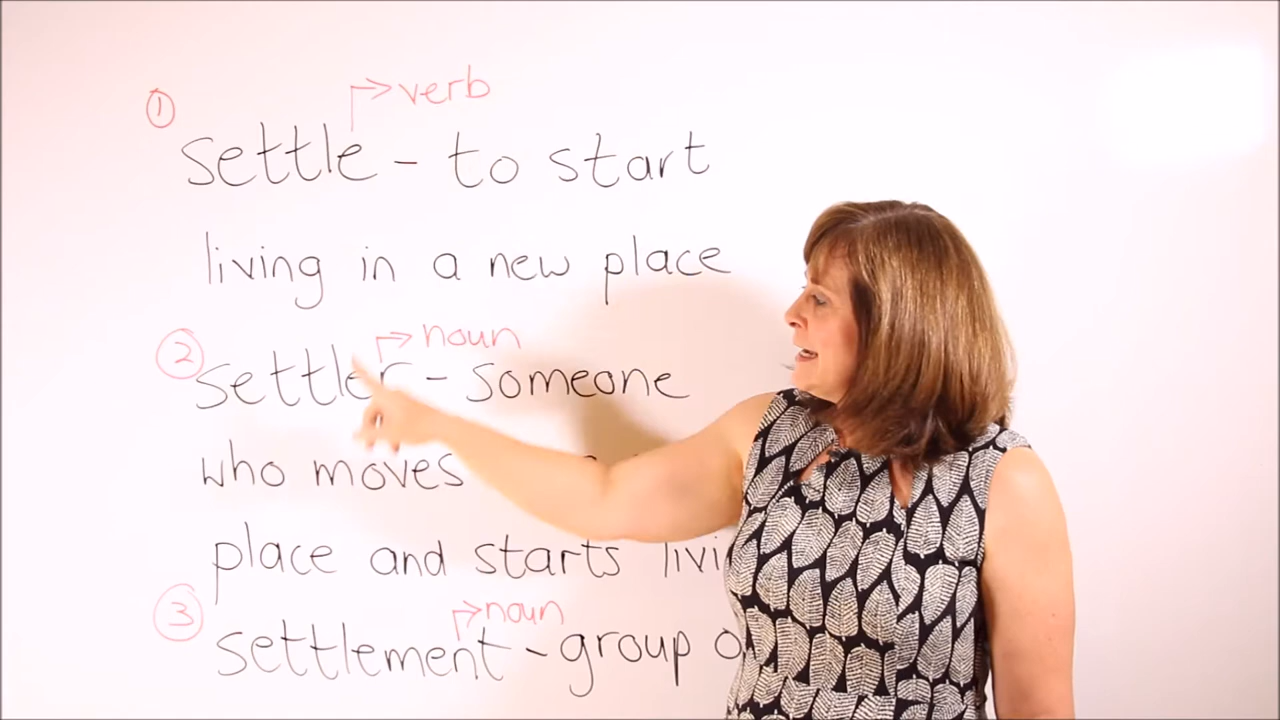 → verb
① settle - to start
living in a new place
→ noun
② settler - someone
who moves
place and starts
→ noun
③ settlement - group